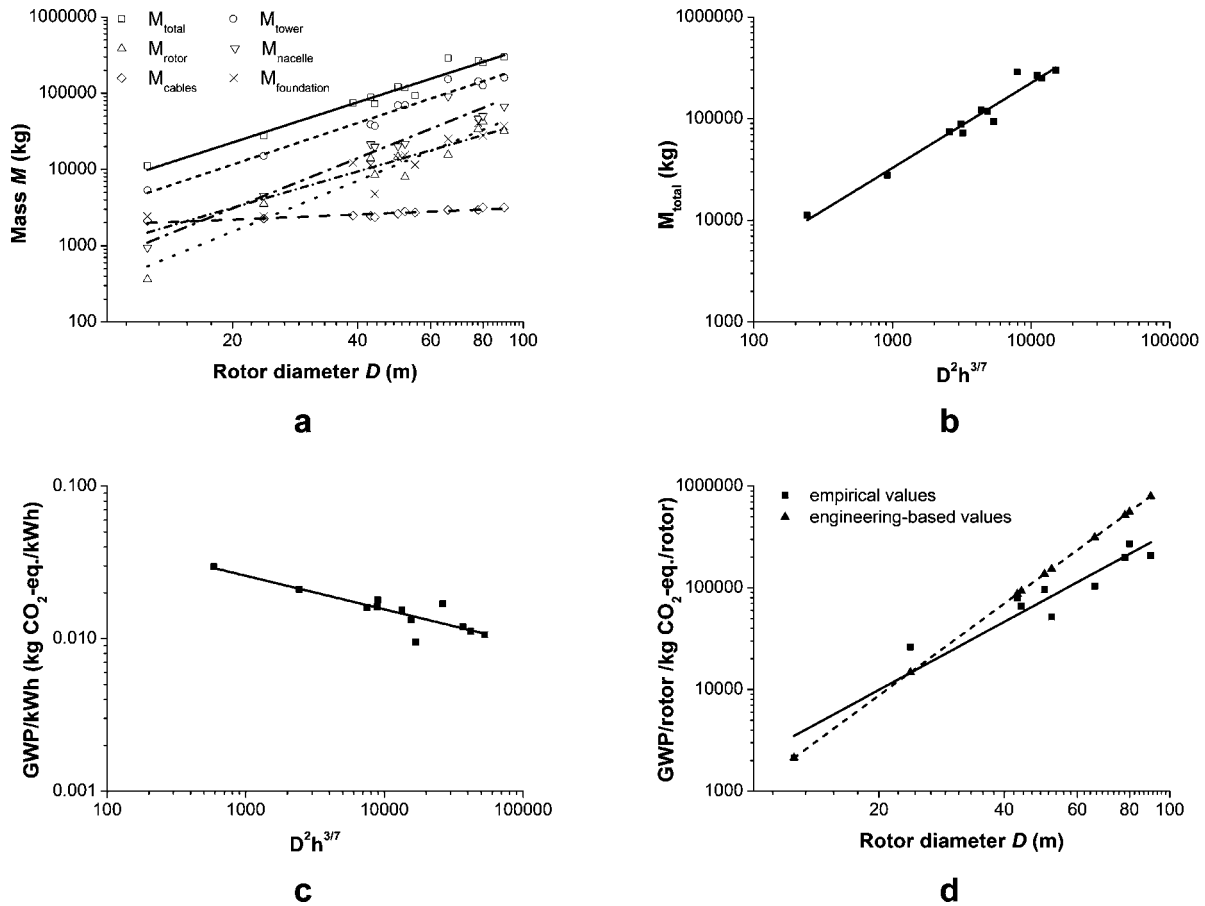 M_total M_tower
M_rotor M_nacelle
M_cables M_foundation
1000000
100000
10000
1000
100
Mass M (kg)
20 40 60 80 100
Rotor diameter D (m)
a
1000000
100000
10000
1000
M_total (kg)
100 1000 10000 100000
D²h^3/7
b
0.100
0.010
0.001
GWP/kWh (kg CO₂-eq./kWh)
100 1000 10000 100000
D²h^3/7
c
empirical values
engineering-based values
1000000
100000
10000
1000
GWP/rotor /kg CO₂-eq./rotor)
20 40 60 80 100
Rotor diameter D (m)
d